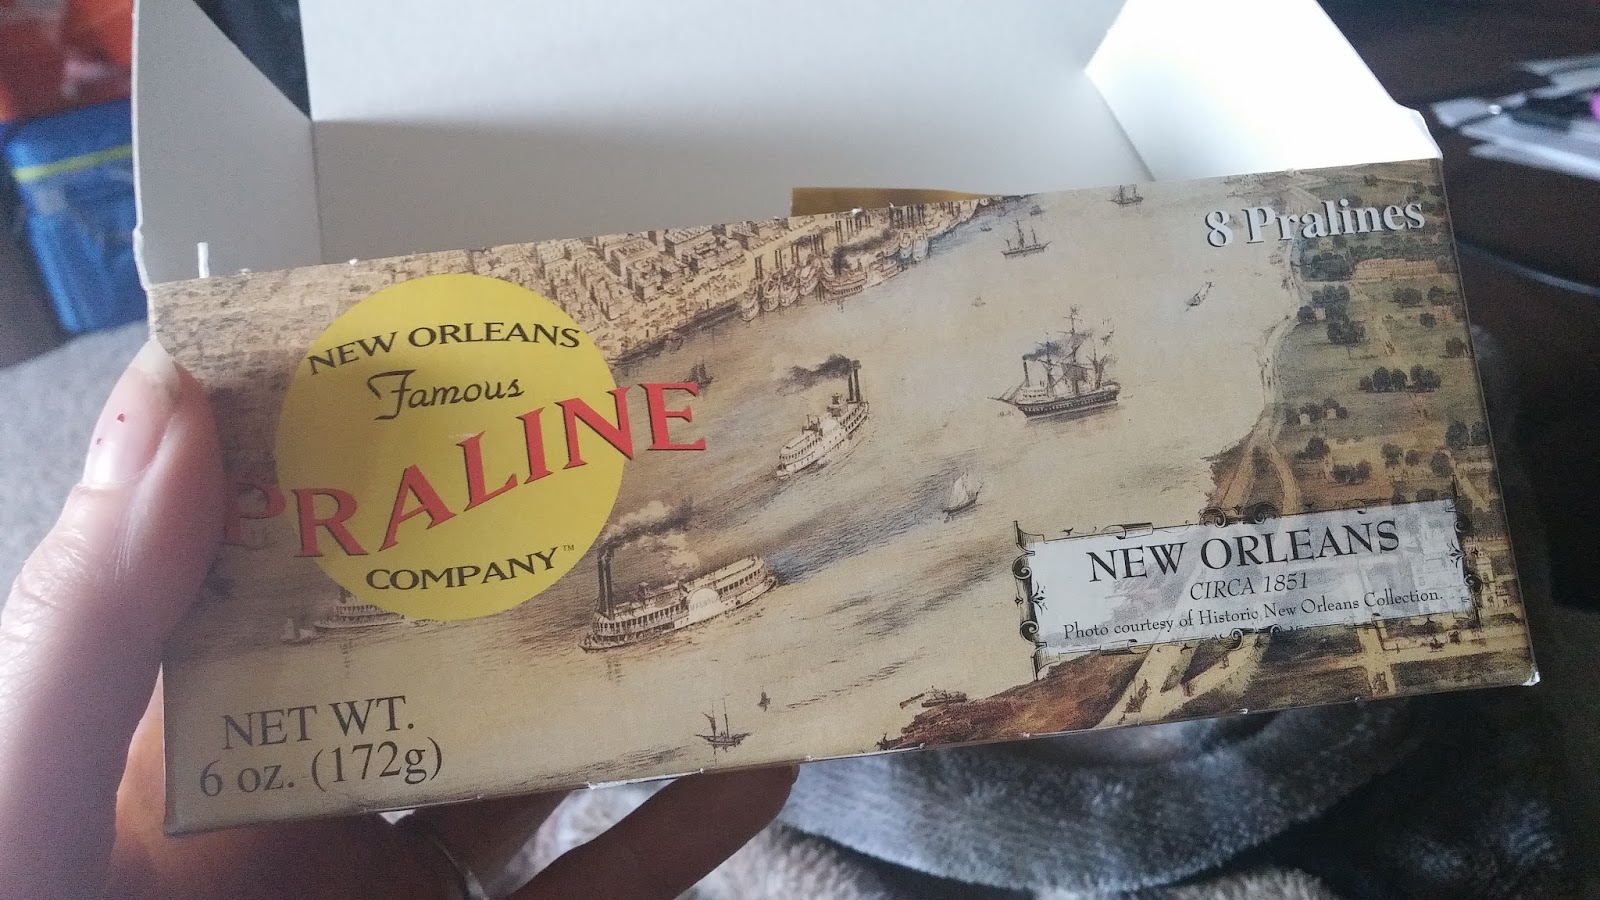 8 Pralines
NEW ORLEANS
Famous
PRALINE
COMPANY™
NEW ORLEANS
CIRCA 1851
Photo courtesy of Historic New Orleans Collection.
NET WT.
6 oz. (172g)